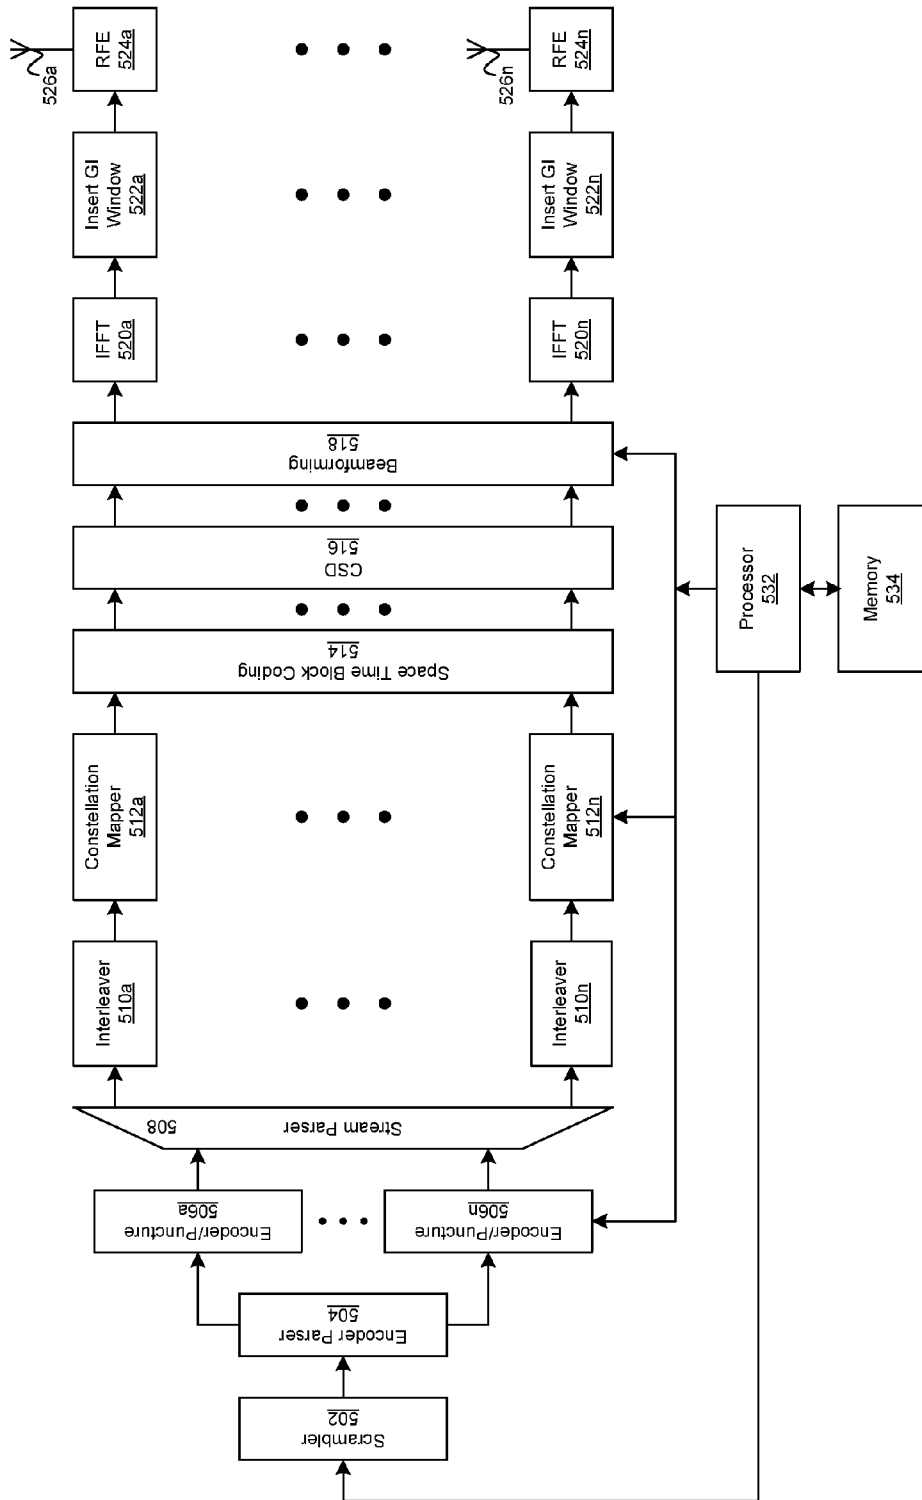 Scrambler
502
Encoder Parser
504
Encoder/Puncture
506a
Encoder/Puncture
506n
Stream Parser
508
Interleaver
510a
Interleaver
510n
Constellation
Mapper
512a
Constellation
Mapper
512n
Space Time Block Coding
514
CSD
516
Beamforming
518
IFFT
520a
IFFT
520n
Insert GI
Window
522a
Insert GI
Window
522n
RFE
524a
526a
RFE
524n
526n
Processor
532
Memory
534